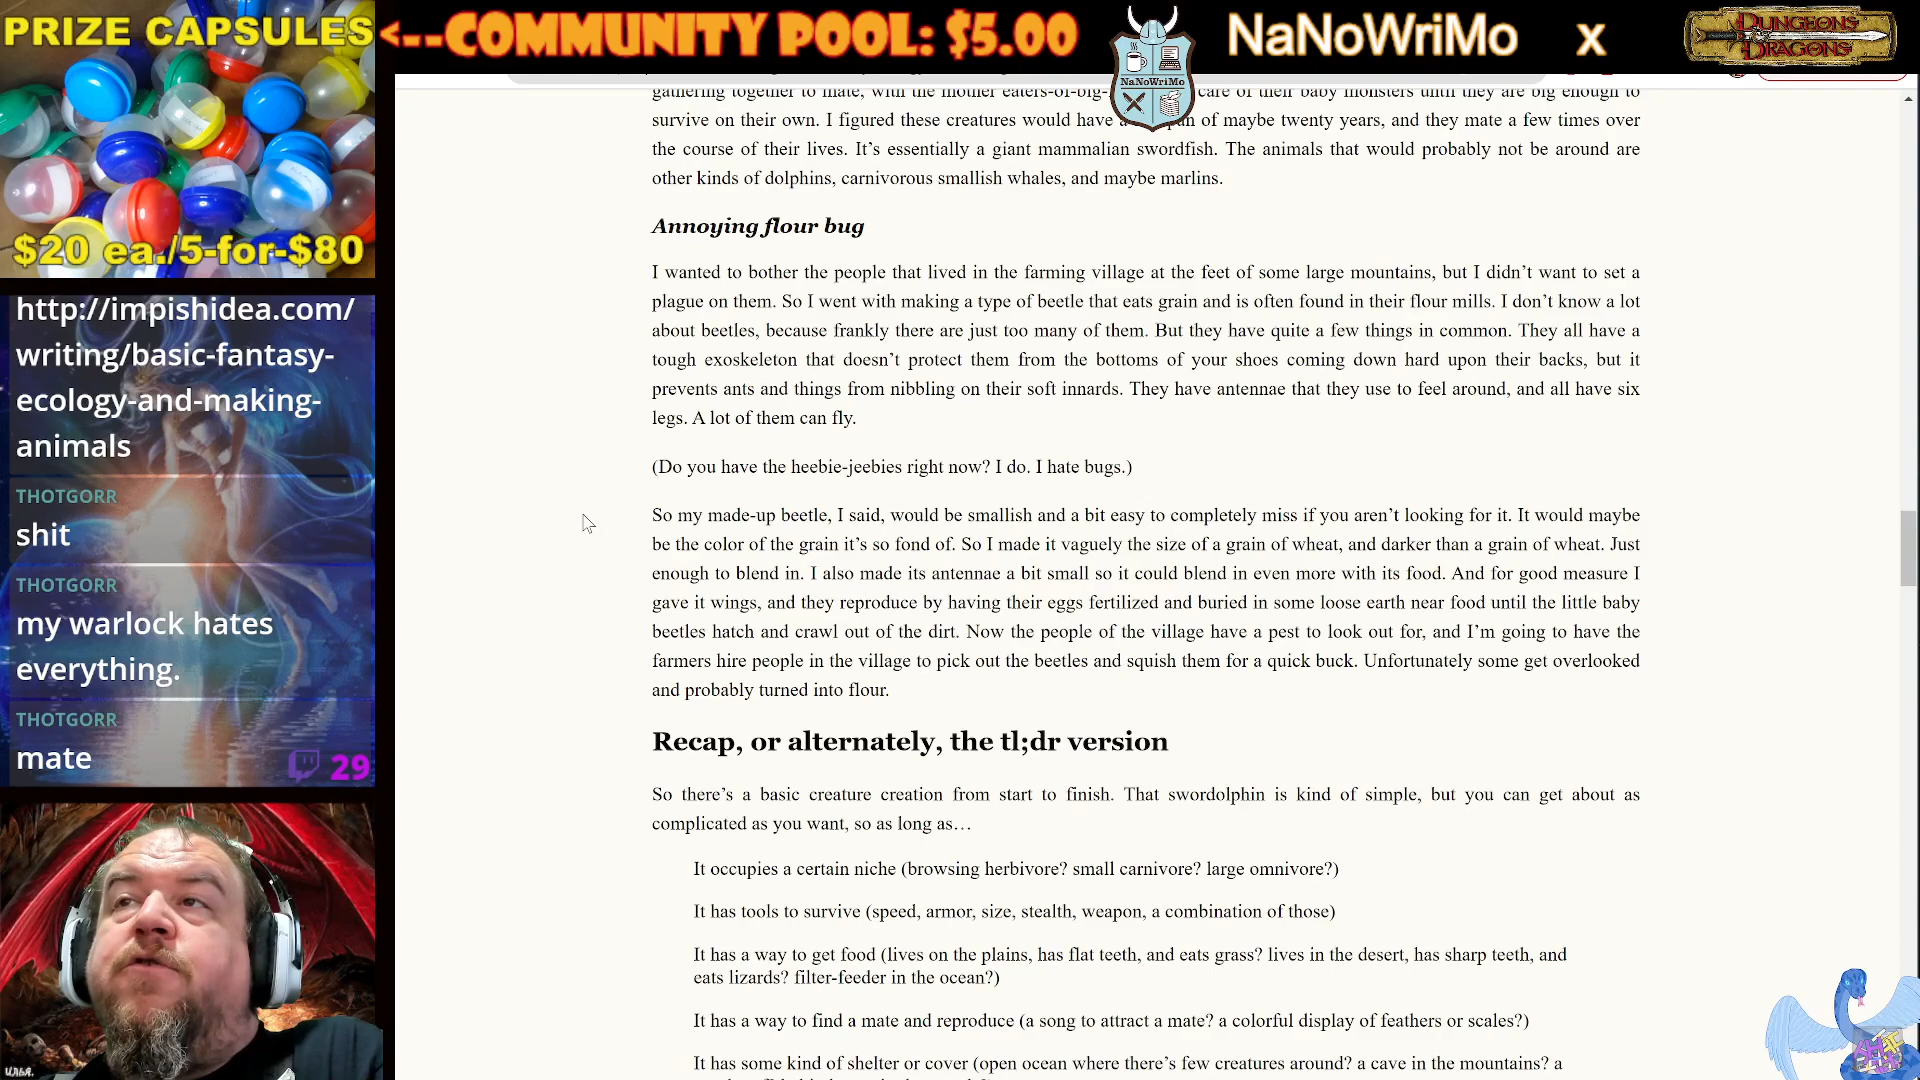 PRIZE CAPSULES
<--COMMUNITY POOL: $5.00
NaNoWriMo
NaNoWriMo x
DUNGEONS
DRAGONS
$20 ea./5-for-$80
http://impishidea.com/
writing/basic-fantasy-
ecology-and-making-
animals
THOTGORR
shit
THOTGORR
my warlock hates
everything.
THOTGORR
mate
29
gathering together to mate, with the mother eaters-of-big- care of their baby monsters until they are big enough to
survive on their own. I figured these creatures would have a of maybe twenty years, and they mate a few times over
the course of their lives. It's essentially a giant mammalian swordfish. The animals that would probably not be around are
other kinds of dolphins, carnivorous smallish whales, and maybe marlins.
Annoying flour bug
I wanted to bother the people that lived in the farming village at the feet of some large mountains, but I didn't want to set a
plague on them. So I went with making a type of beetle that eats grain and is often found in their flour mills. I don't know a lot
about beetles, because frankly there are just too many of them. But they have quite a few things in common. They all have a
tough exoskeleton that doesn't protect them from the bottoms of your shoes coming down hard upon their backs, but it
prevents ants and things from nibbling on their soft innards. They have antennae that they use to feel around, and all have six
legs. A lot of them can fly.
(Do you have the heebie-jeebies right now? I do. I hate bugs.)
So my made-up beetle, I said, would be smallish and a bit easy to completely miss if you aren't looking for it. It would maybe
be the color of the grain it's so fond of. So I made it vaguely the size of a grain of wheat, and darker than a grain of wheat. Just
enough to blend in. I also made its antennae a bit small so it could blend in even more with its food. And for good measure I
gave it wings, and they reproduce by having their eggs fertilized and buried in some loose earth near food until the little baby
beetles hatch and crawl out of the dirt. Now the people of the village have a pest to look out for, and I'm going to have the
farmers hire people in the village to pick out the beetles and squish them for a quick buck. Unfortunately some get overlooked
and probably turned into flour.
Recap, or alternately, the tl;dr version
So there's a basic creature creation from start to finish. That swordolphin is kind of simple, but you can get about as
complicated as you want, so as long as…
It occupies a certain niche (browsing herbivore? small carnivore? large omnivore?)
It has tools to survive (speed, armor, size, stealth, weapon, a combination of those)
It has a way to get food (lives on the plains, has flat teeth, and eats grass? lives in the desert, has sharp teeth, and
eats lizards? filter-feeder in the ocean?)
It has a way to find a mate and reproduce (a song to attract a mate? a colorful display of feathers or scales?)
It has some kind of shelter or cover (open ocean where there's few creatures around? a cave in the mountains? a